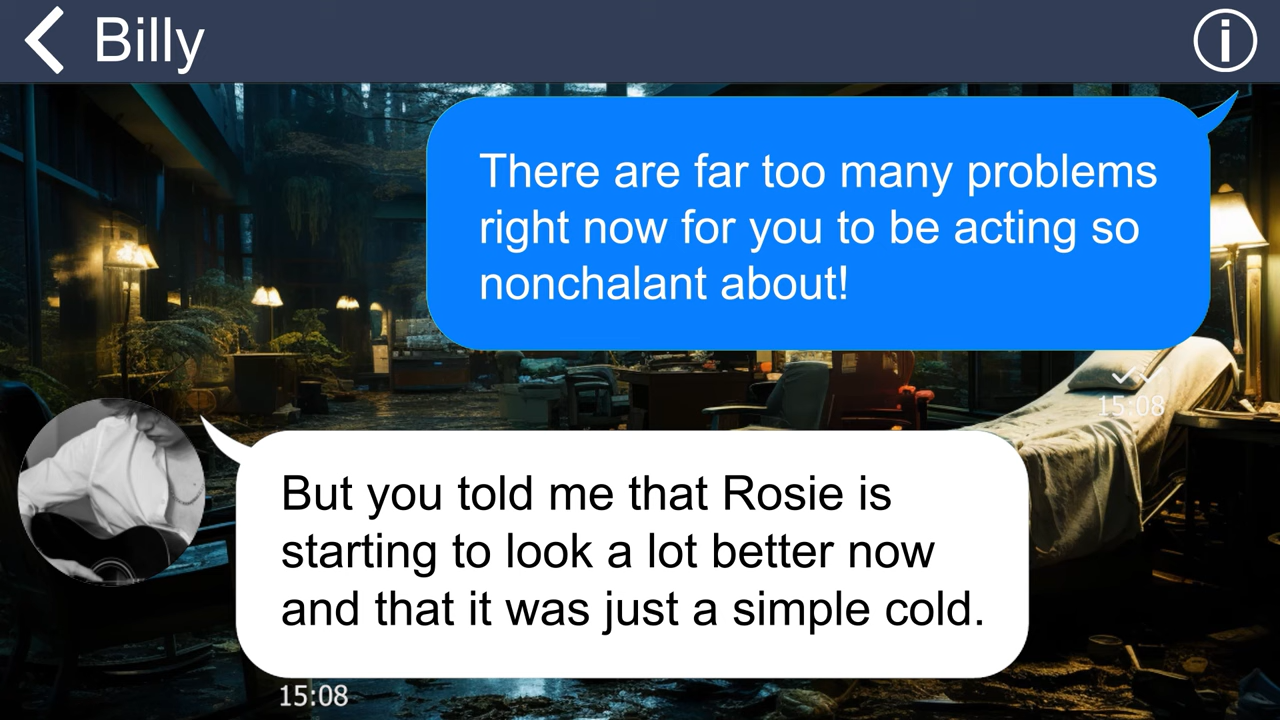 Billy
There are far too many problems
right now for you to be acting so
nonchalant about!
15:08
But you told me that Rosie is
starting to look a lot better now
and that it was just a simple cold.
15:08